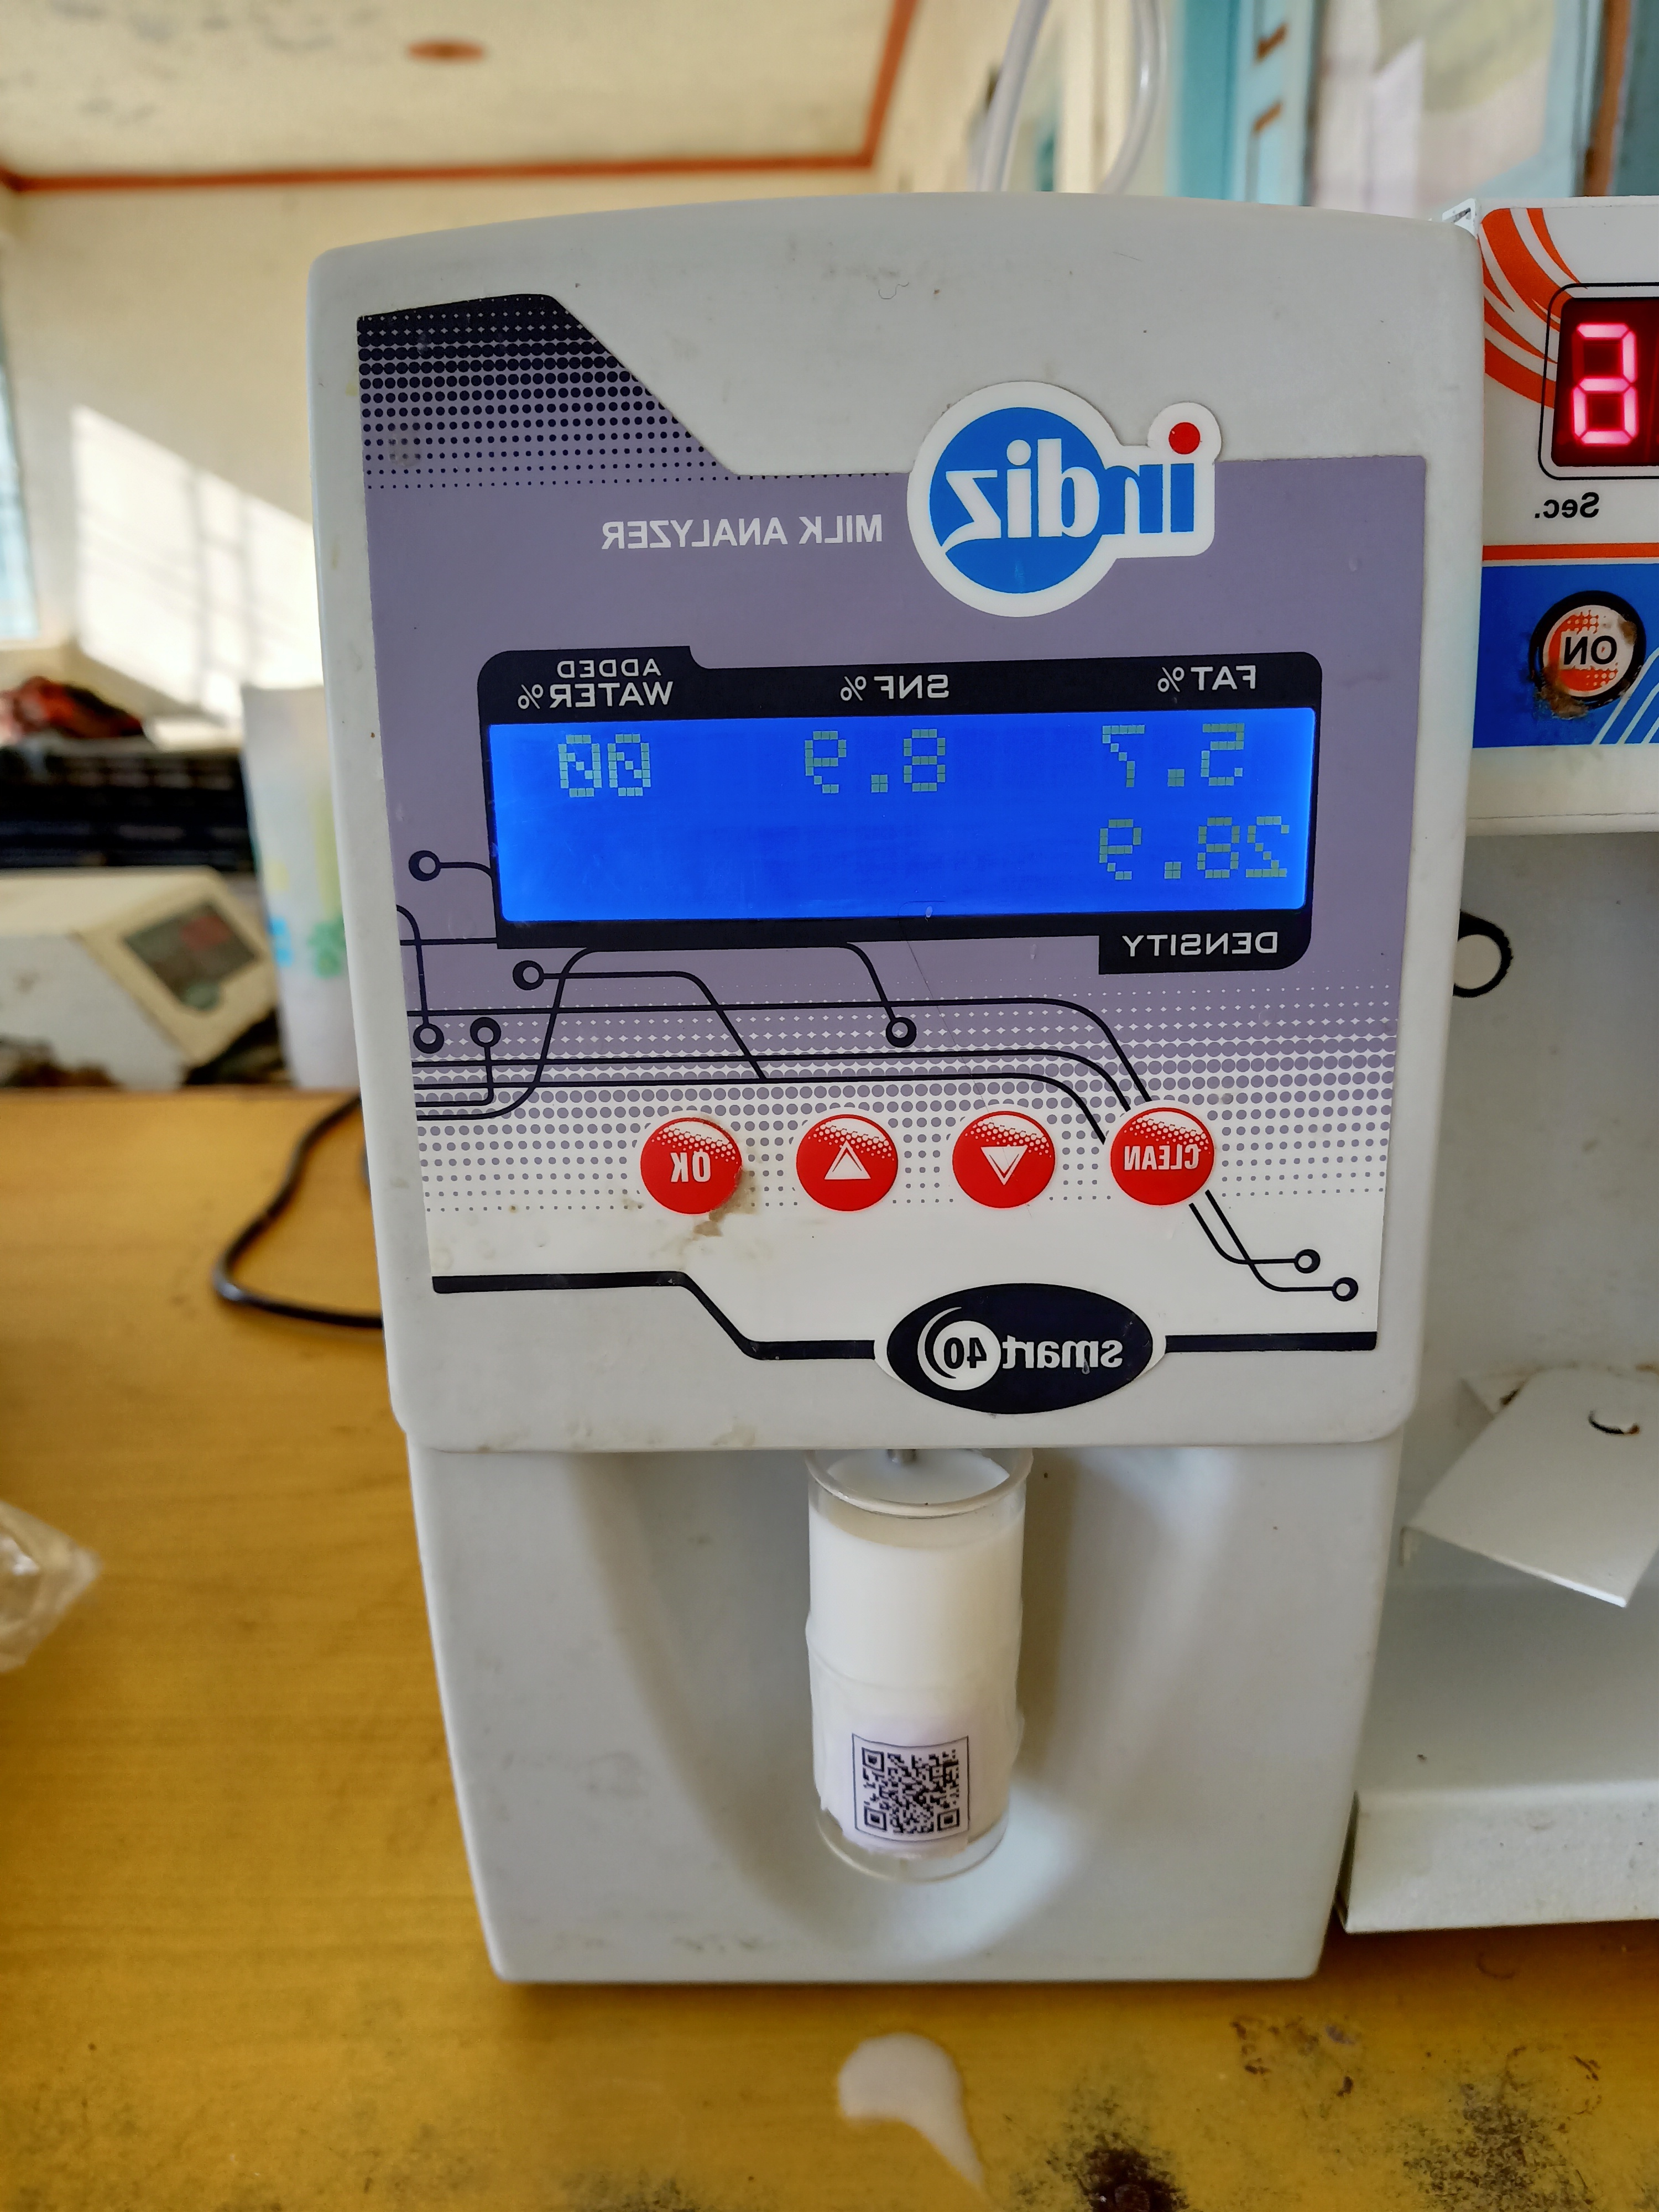 indiz
MILK ANALYZER
FAT % SNF % ADDED WATER %
5.7 8.9 00
28.9
DENSITY
CLEAN OK
smart 40
6
Sec.
ON